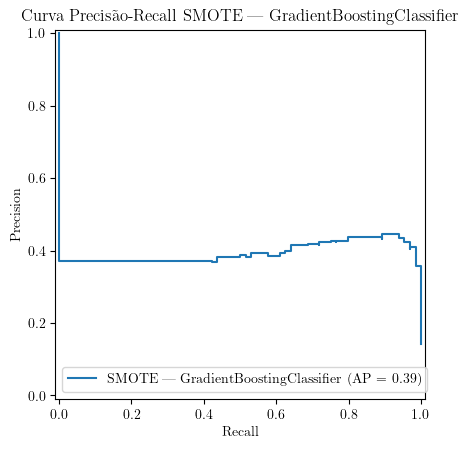 Curva Precisão-Recall SMOTE — GradientBoostingClassifier
1.0
0.8
0.6
0.4
0.2
0.0
Precision
SMOTE — GradientBoostingClassifier (AP = 0.39)
0.0 0.2 0.4 0.6 0.8 1.0
Recall